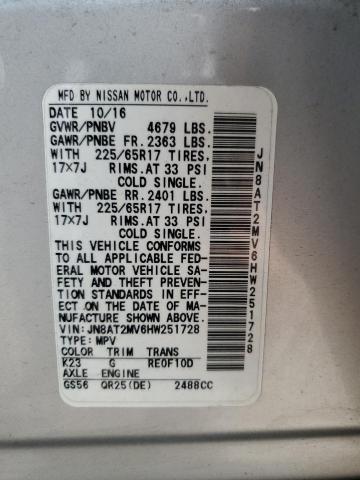 MFD BY NISSAN MOTOR CO.,LTD.
DATE 10/16
GVWR/PNBV 4679 LBS.
GAWR/PNBE FR. 2363 LBS.
WITH 225/65R17 TIRES,
17×7J RIMS. AT 33 PSI
COLD SINGLE.
GAWR/PNBE RR. 2401 LBS.
WITH 225/65R17 TIRES,
17×7J RIMS. AT 33 PSI
COLD SINGLE.
THIS VEHICLE CONFORMS
TO ALL APPLICABLE FED-
ERAL MOTOR VEHICLE SA-
FETY AND THEFT PREVEN-
TION STANDARDS IN EFF-
ECT ON THE DATE OF MA-
NUFACTURE SHOWN ABOVE.
VIN: JN8AT2MV6HW251728
TYPE: MPV
COLOR TRIM TRANS
K23 G RE0F10D
AXLE ENGINE
GS56 QR25(DE) 2488CC
JN8AT2MV6HW251728